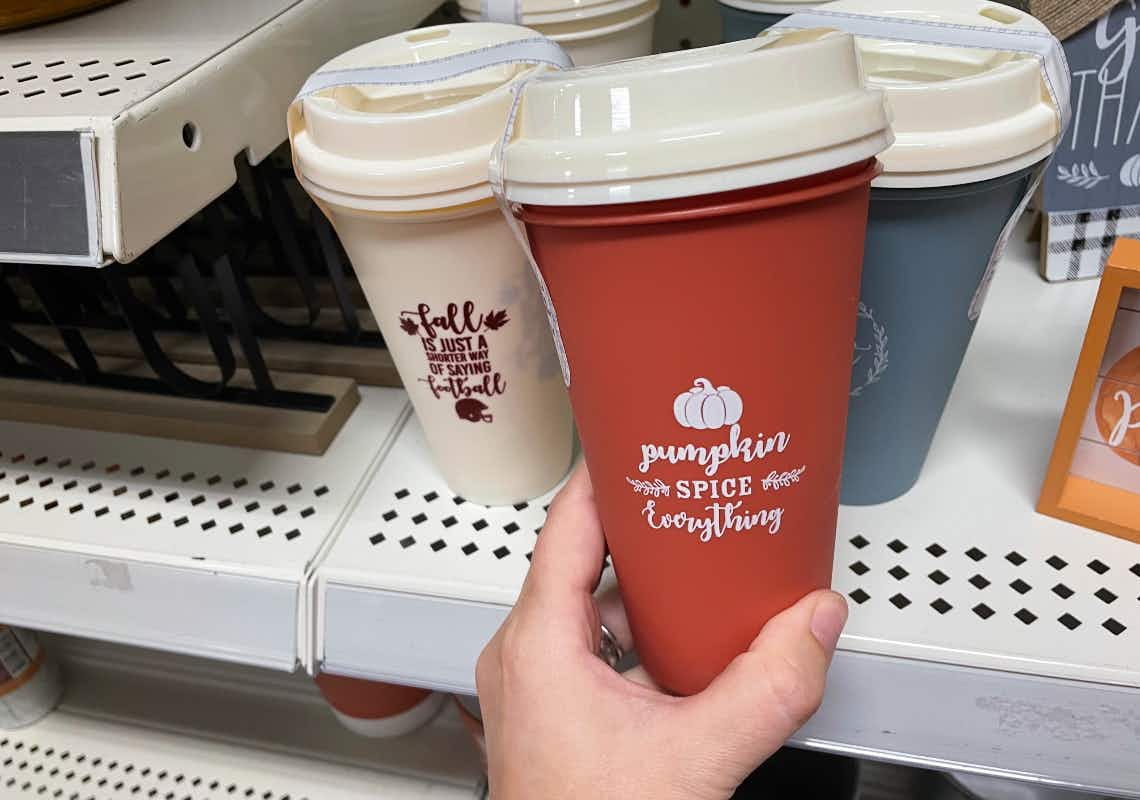 fall
IS JUST A
SHORTER WAY
OF SAYING
football
pumpkin
SPICE
Everything